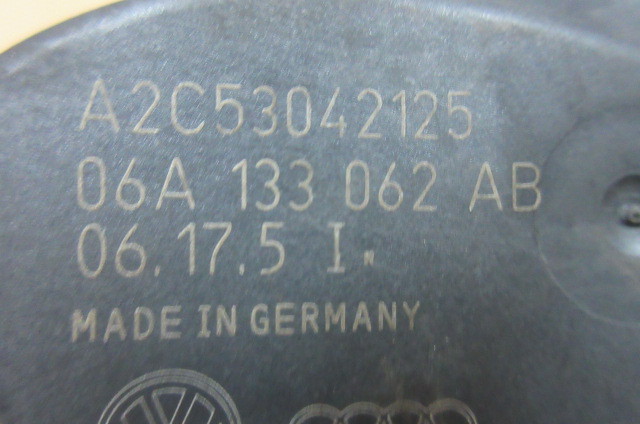 A2C53042125
06A 133 062 AB
06.17.5 I N
MADE IN GERMANY